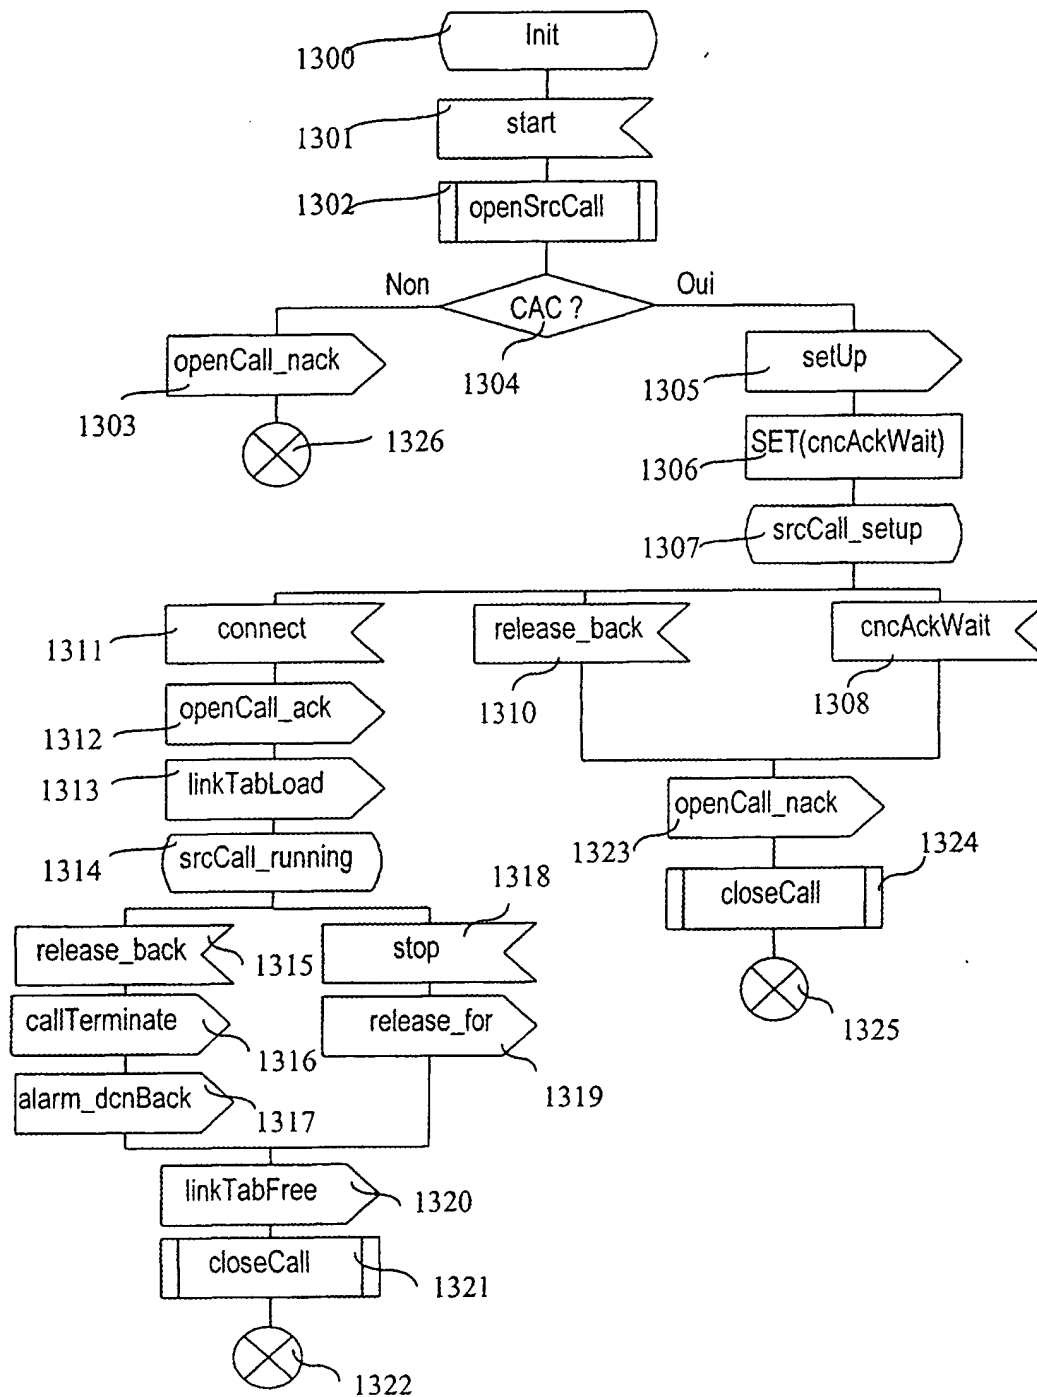 Init
1300
start
1301
1302
openSrcCall
Non
Oui
CAC ?
1304
openCall_nack
1303
1326
setUp
1305
SET(cncAckWait)
1306
srcCall_setup
1307
connect
1311
release_back
1310
cncAckWait
1308
openCall_ack
1312
linkTabLoad
1313
srcCall_running
1314
openCall_nack
1323
1324
closeCall
1325
release_back
1315
1318
stop
callTerminate
1316
release_for
1319
alarm_dcnBack
1317
linkTabFree
1320
closeCall
1321
1322